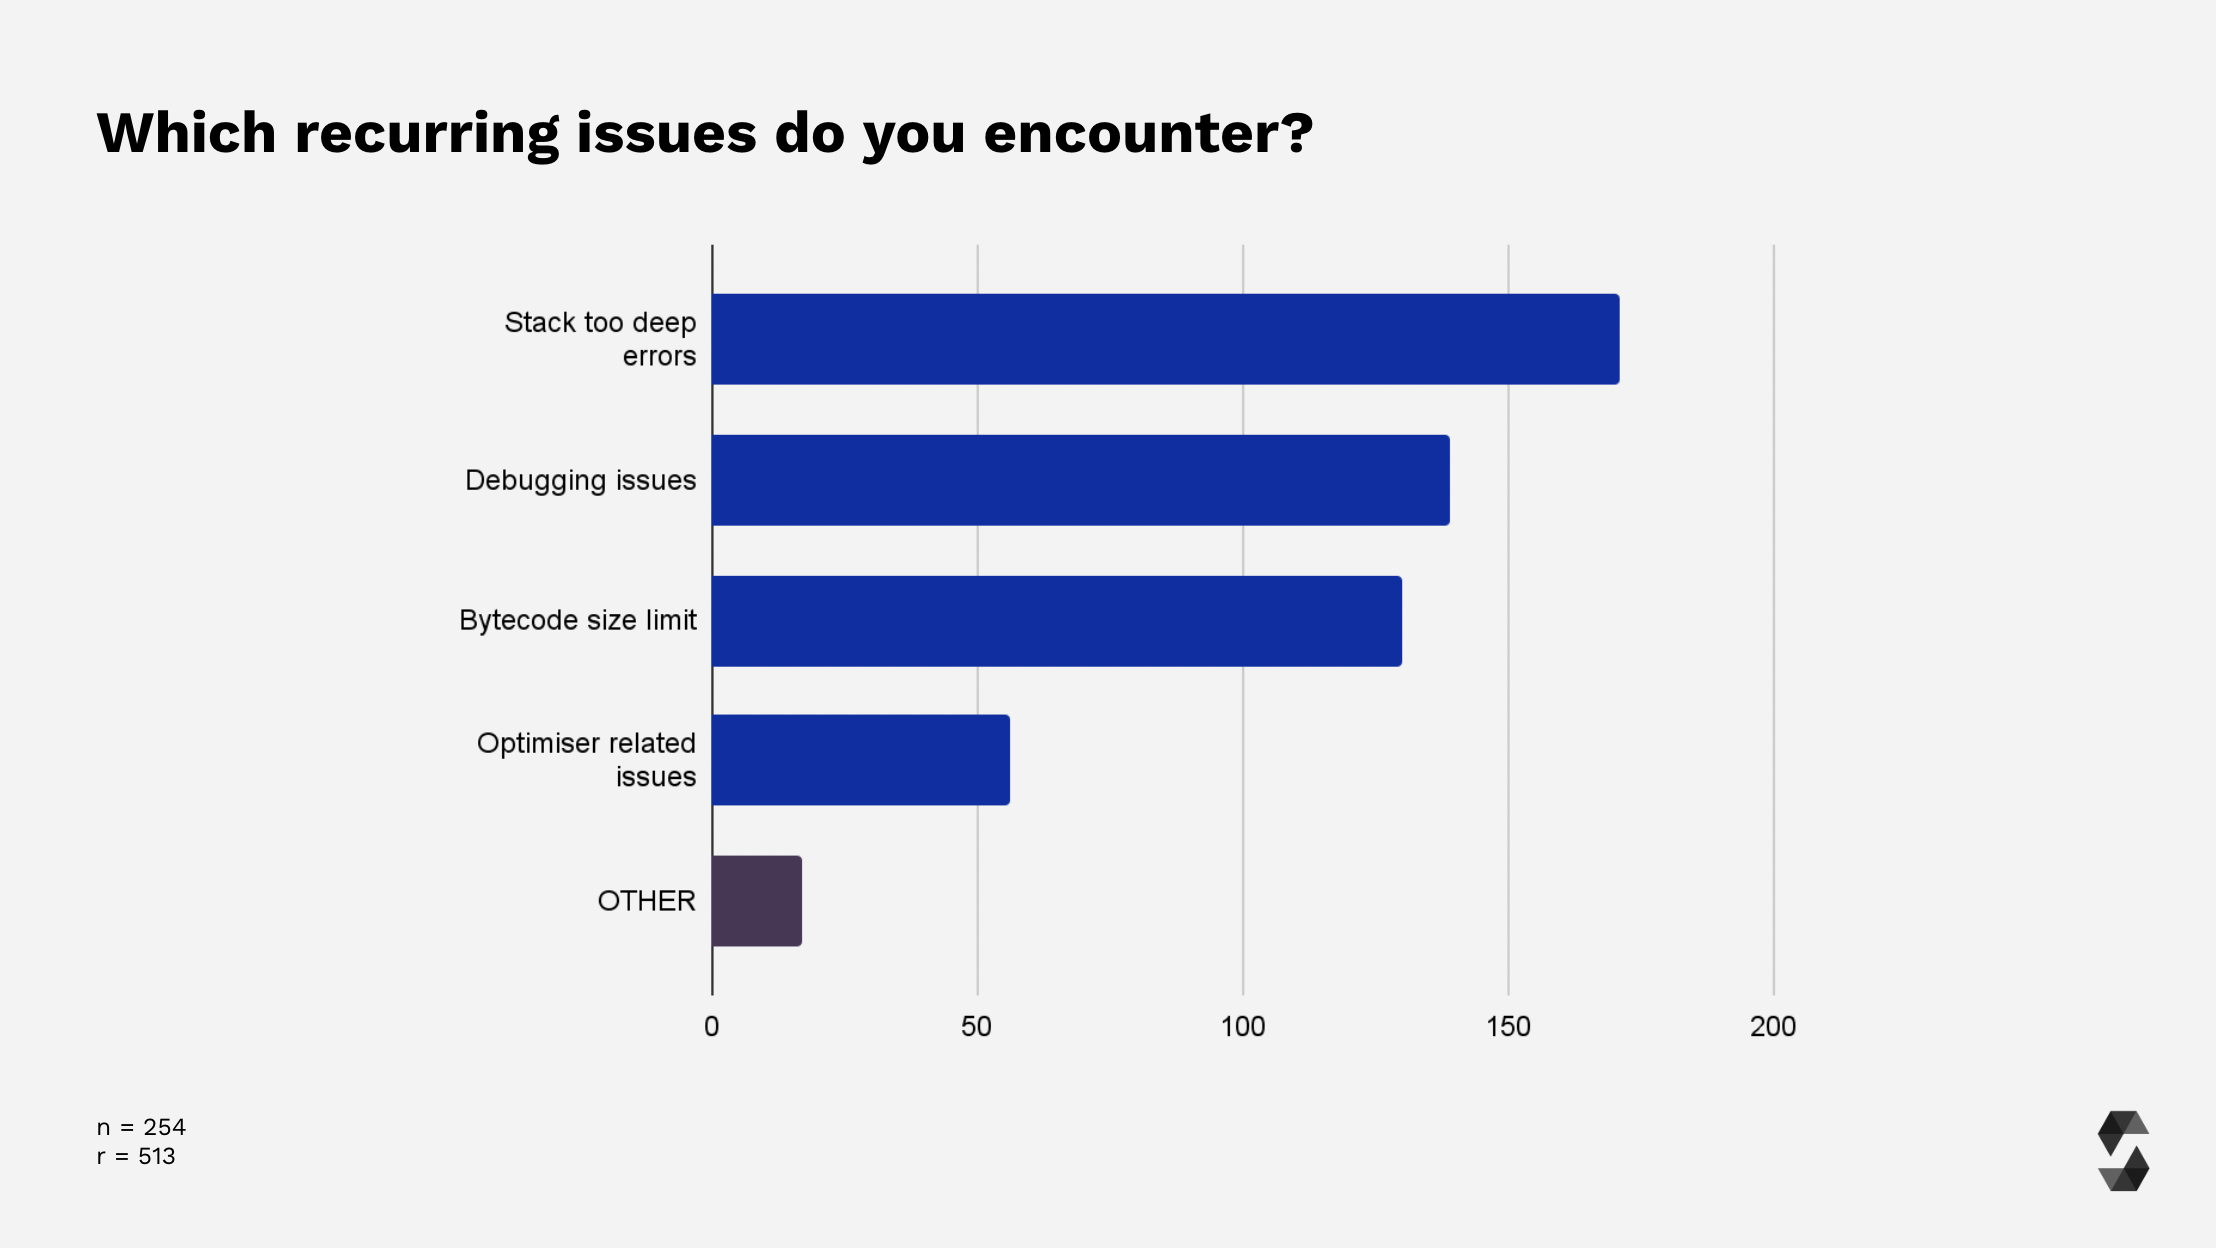 Which recurring issues do you encounter?
Stack too deep
errors
Debugging issues
Bytecode size limit
Optimiser related
issues
OTHER
0 50 100 150 200
n = 254
r = 513